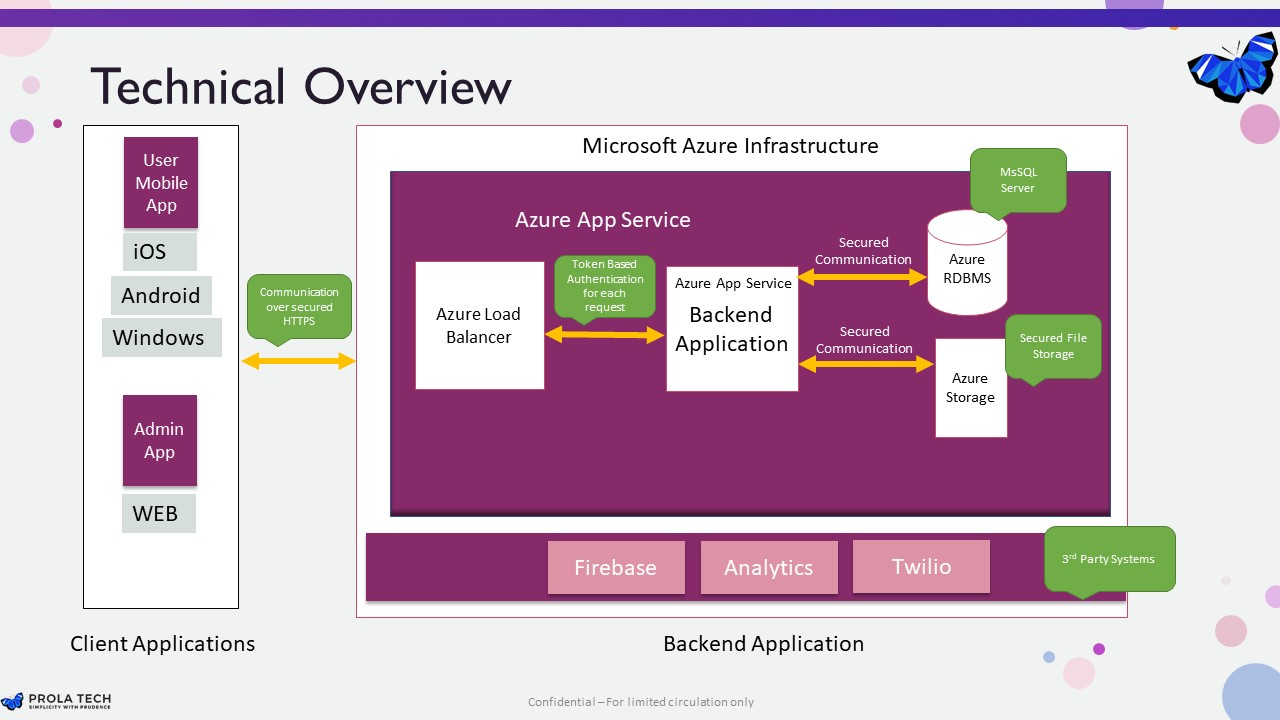 Technical Overview
User
Mobile
App
iOS
Android
Windows
Admin
App
WEB
Client Applications
Communication
over secured
HTTPS
Microsoft Azure Infrastructure
Azure App Service
Azure Load
Balancer
Token Based
Authentication
for each
request
Azure App Service
Backend
Application
Secured
Communication
Secured
Communication
MsSQL
Server
Azure
RDBMS
Secured File
Storage
Azure
Storage
Firebase
Analytics
Twilio
3rd Party Systems
Backend Application
PROLA TECH
SIMPLICITY WITH PRUDENCE
Confidential – For limited circulation only